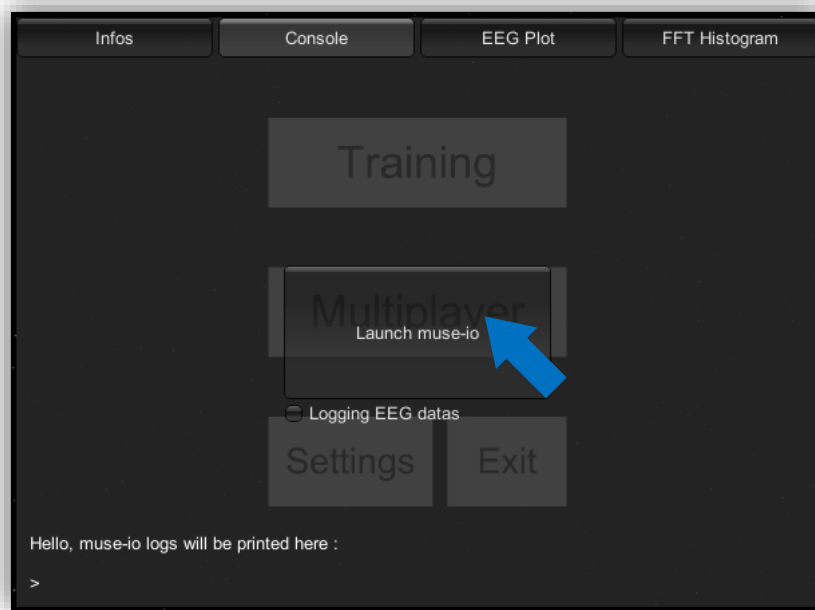 Infos Console EEG Plot FFT Histogram
Training
Multiplayer
Launch muse-io
Logging EEG datas
Settings Exit
Hello, muse-io logs will be printed here :
>